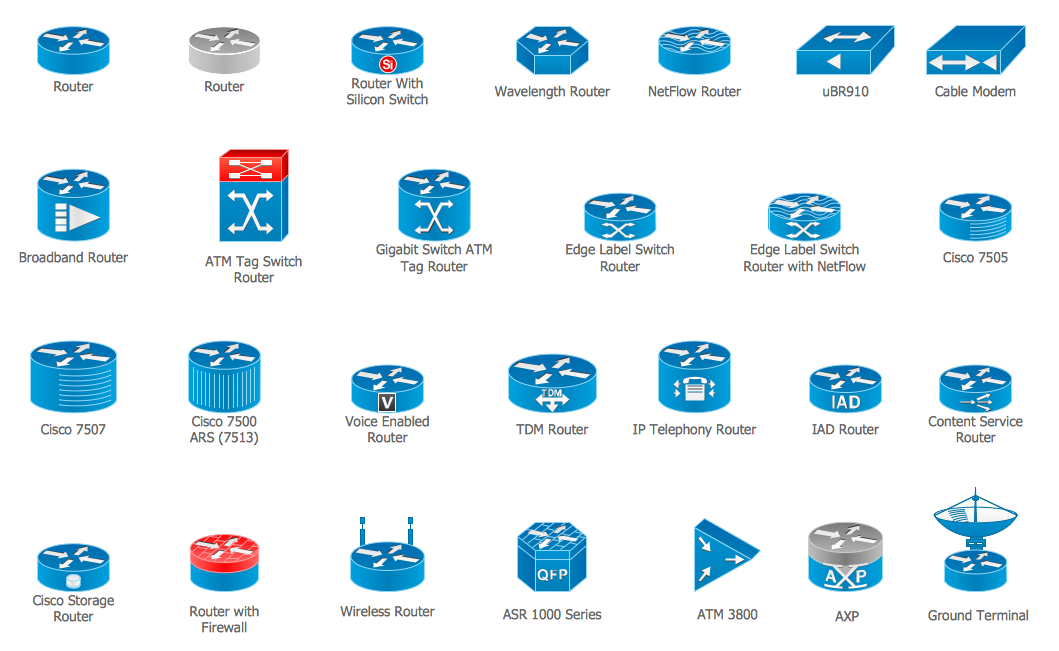 Router
Router
Si
Router With
Silicon Switch
Wavelength Router
NetFlow Router
uBR910
Cable Modem
Broadband Router
ATM Tag Switch
Router
Gigabit Switch ATM
Tag Router
Edge Label Switch
Router
Edge Label Switch
Router with NetFlow
Cisco 7505
Cisco 7507
Cisco 7500
ARS (7513)
V
Voice Enabled
Router
TDM
TDM Router
IP Telephony Router
IAD
IAD Router
Content Service
Router
Cisco Storage
Router
Router with
Firewall
Wireless Router
QFP
ASR 1000 Series
ATM 3800
AXP
AXP
Ground Terminal